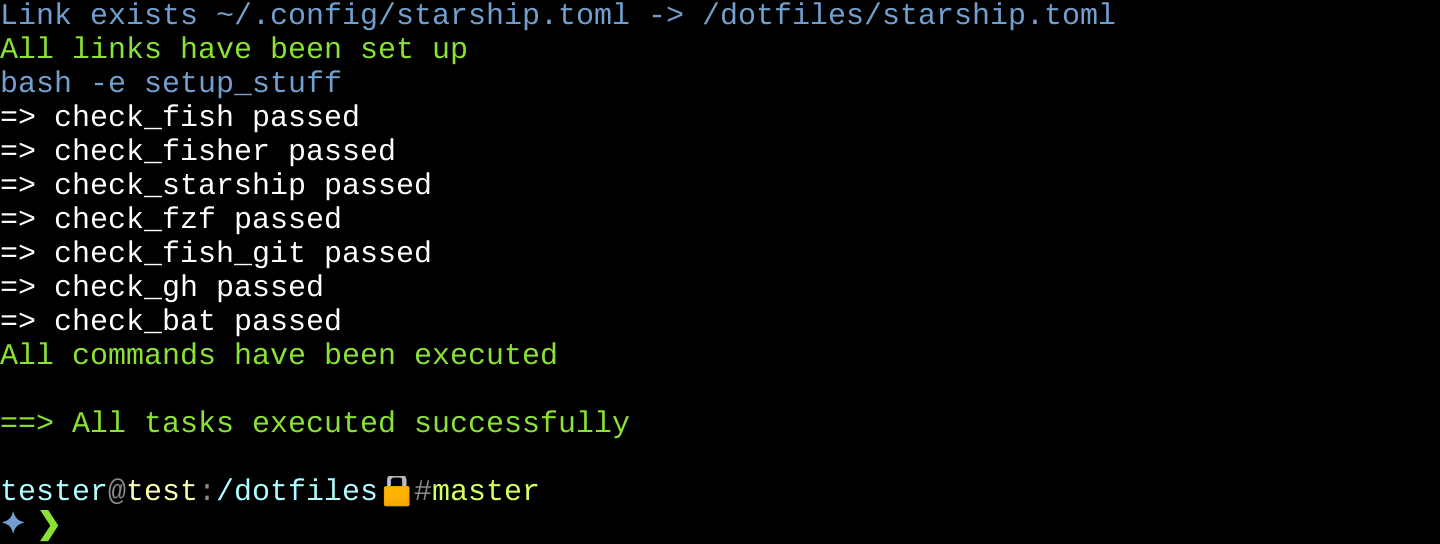 Link exists ~/.config/starship.toml -> /dotfiles/starship.toml
All links have been set up
bash -e setup_stuff
=> check_fish passed
=> check_fisher passed
=> check_starship passed
=> check_fzf passed
=> check_fish_git passed
=> check_gh passed
=> check_bat passed
All commands have been executed
==> All tasks executed successfully
tester@test:/dotfiles🔒#master
✦ ❯